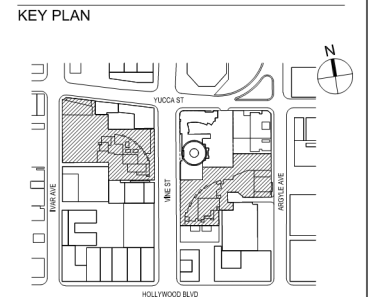 KEY PLAN
N
YUCCA ST
IVAR AVE
VINE ST
ARGYLE AVE
HOLLYWOOD BLVD